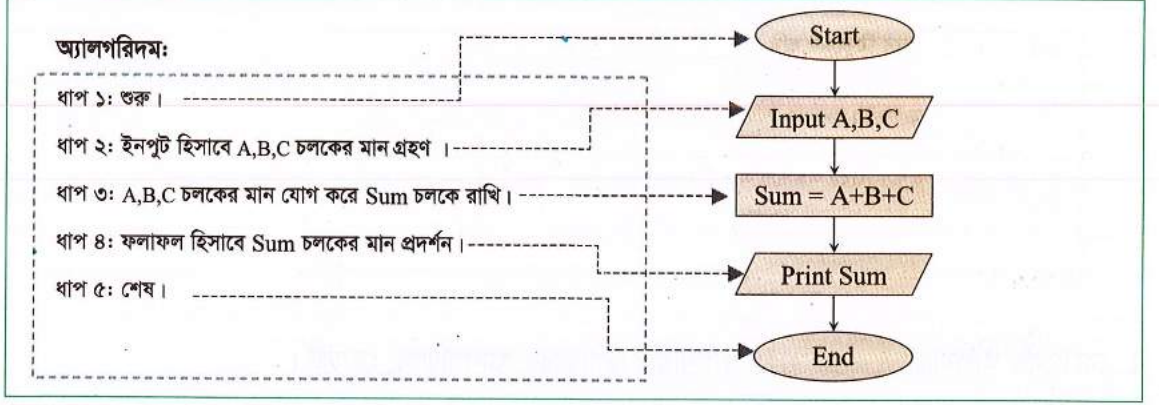 অ্যালগরিদমঃ
ধাপ ১ঃ শুরু।
ধাপ ২ঃ ইনপুট হিসাবে A,B,C চলকের মান গ্রহণ ।
ধাপ ৩ঃ A,B,C চলকের মান যোগ করে Sum চলকে রাখি।
ধাপ ৪ঃ ফলাফল হিসাবে Sum চলকের মান প্রদর্শন।
ধাপ ৫ঃ শেষ।
Start
Input A,B,C
Sum = A+B+C
Print Sum
End